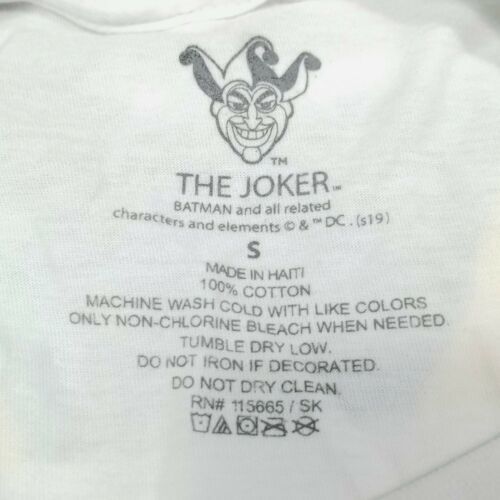 TM
THE JOKER™
BATMAN and all related
characters and elements © & ™ DC. (s19)
S
MADE IN HAITI
100% COTTON
MACHINE WASH COLD WITH LIKE COLORS
ONLY NON-CHLORINE BLEACH WHEN NEEDED.
TUMBLE DRY LOW.
DO NOT IRON IF DECORATED.
DO NOT DRY CLEAN.
RN# 115665 / SK